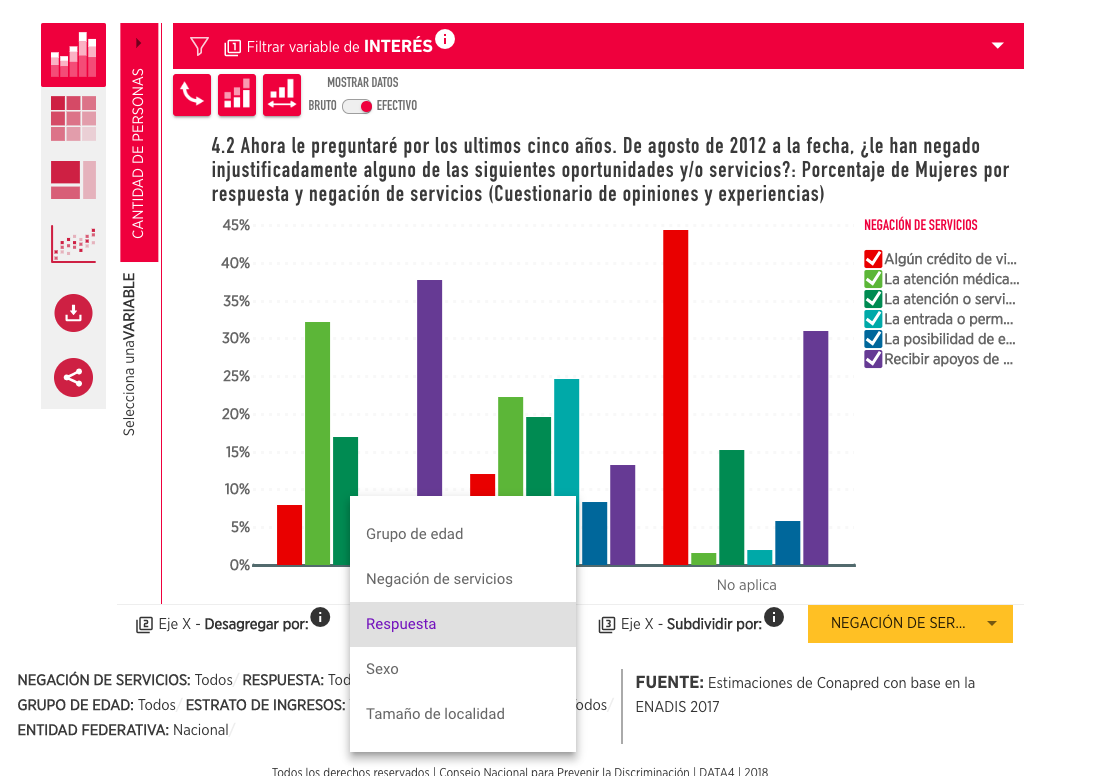 1 Filtrar variable de INTERÉS i
CANTIDAD DE PERSONAS
Selecciona unaVARIABLE
MOSTRAR DATOS
BRUTO EFECTIVO
4.2 Ahora le preguntaré por los ultimos cinco años. De agosto de 2012 a la fecha, ¿le han negado
injustificadamente alguno de las siguientes oportunidades y/o servicios?: Porcentaje de Mujeres por
respuesta y negación de servicios (Cuestionario de opiniones y experiencias)
45%
40%
35%
30%
25%
20%
15%
10%
5%
0%
No aplica
NEGACIÓN DE SERVICIOS
Algún crédito de vi...
La atención médica...
La atención o servi...
La entrada o perm...
La posibilidad de e...
Recibir apoyos de ...
2 Eje X - Desagregar por: i
Grupo de edad
Negación de servicios
Respuesta
Sexo
Tamaño de localidad
3 Eje X - Subdividir por: i
NEGACIÓN DE SER...
NEGACIÓN DE SERVICIOS: Todos/ RESPUESTA: Tod
GRUPO DE EDAD: Todos/ ESTRATO DE INGRESOS: odos/
ENTIDAD FEDERATIVA: Nacional/
FUENTE: Estimaciones de Conapred con base en la
ENADIS 2017
Todos los derechos reservados | Consejo Nacional para Prevenir la Discriminación | DATA4 | 2018